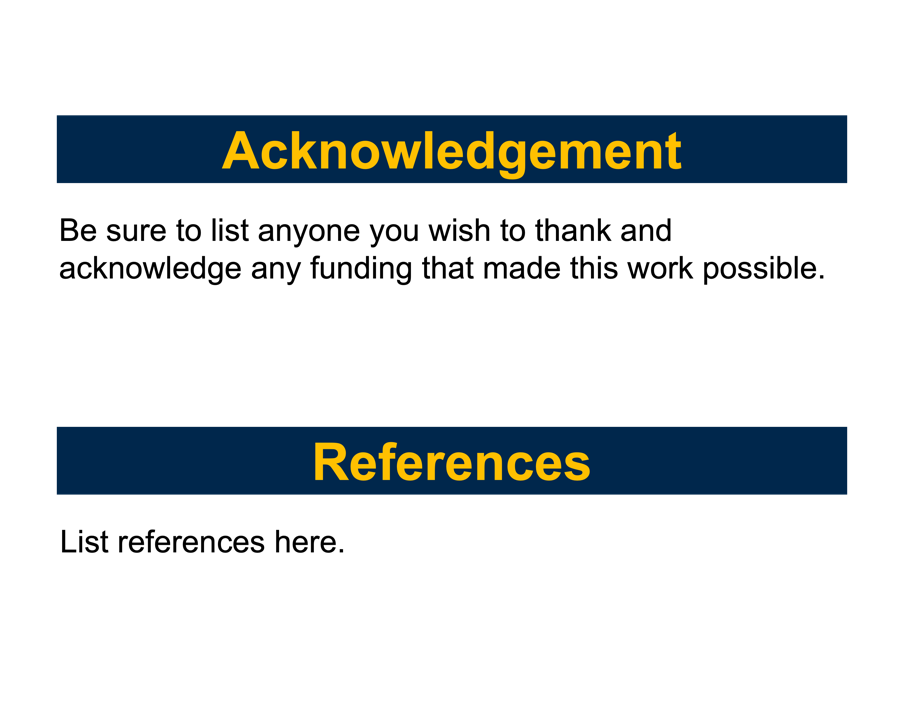 Acknowledgement
Be sure to list anyone you wish to thank and
acknowledge any funding that made this work possible.
References
List references here.